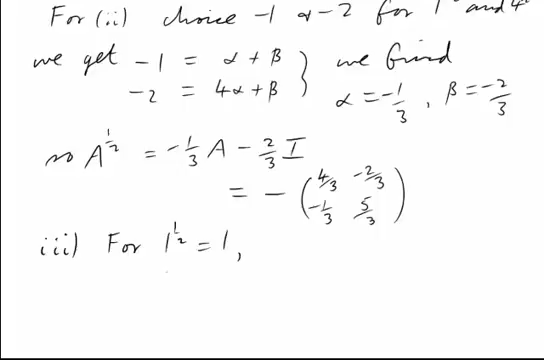 For (ii) choice -1 & -2 for 1 and 4
we get -1 = α + β } we find
-2 = 4α + β } α = -1/3, β = -2/3
so A^{1/2} = -1/3 A - 2/3 I
= - ( 4/3 -2/3
-1/3 5/3 )
iii) For 1^{1/2} = 1,